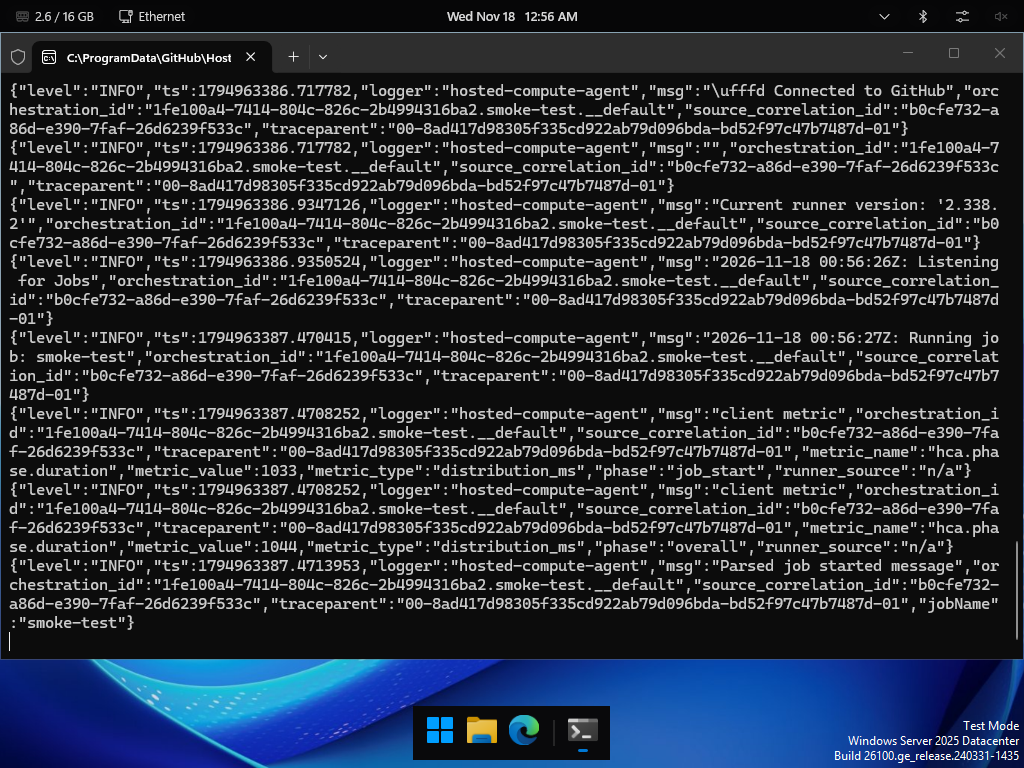 2.6 / 16 GB Ethernet Wed Nov 18 12:56 AM
C:\ProgramData\GitHub\Host
{"level":"INFO","ts":1794963386.717782,"logger":"hosted-compute-agent","msg":"\ufffd Connected to GitHub","orc
hestration_id":"1fe100a4-7414-804c-826c-2b4994316ba2.smoke-test.__default","source_correlation_id":"b0cfe732-a
86d-e390-7faf-26d6239f533c","traceparent":"00-8ad417d98305f335cd922ab79d096bda-bd52f97c47b7487d-01"}
{"level":"INFO","ts":1794963386.717782,"logger":"hosted-compute-agent","msg":"","orchestration_id":"1fe100a4-7
414-804c-826c-2b4994316ba2.smoke-test.__default","source_correlation_id":"b0cfe732-a86d-e390-7faf-26d6239f533c
","traceparent":"00-8ad417d98305f335cd922ab79d096bda-bd52f97c47b7487d-01"}
{"level":"INFO","ts":1794963386.9347126,"logger":"hosted-compute-agent","msg":"Current runner version: '2.338.
2'","orchestration_id":"1fe100a4-7414-804c-826c-2b4994316ba2.smoke-test.__default","source_correlation_id":"b0
cfe732-a86d-e390-7faf-26d6239f533c","traceparent":"00-8ad417d98305f335cd922ab79d096bda-bd52f97c47b7487d-01"}
{"level":"INFO","ts":1794963386.9350524,"logger":"hosted-compute-agent","msg":"2026-11-18 00:56:26Z: Listening
 for Jobs","orchestration_id":"1fe100a4-7414-804c-826c-2b4994316ba2.smoke-test.__default","source_correlation_
id":"b0cfe732-a86d-e390-7faf-26d6239f533c","traceparent":"00-8ad417d98305f335cd922ab79d096bda-bd52f97c47b7487d
-01"}
{"level":"INFO","ts":1794963387.470415,"logger":"hosted-compute-agent","msg":"2026-11-18 00:56:27Z: Running jo
b: smoke-test","orchestration_id":"1fe100a4-7414-804c-826c-2b4994316ba2.smoke-test.__default","source_correlat
ion_id":"b0cfe732-a86d-e390-7faf-26d6239f533c","traceparent":"00-8ad417d98305f335cd922ab79d096bda-bd52f97c47b7
487d-01"}
{"level":"INFO","ts":1794963387.4708252,"logger":"hosted-compute-agent","msg":"client metric","orchestration_i
d":"1fe100a4-7414-804c-826c-2b4994316ba2.smoke-test.__default","source_correlation_id":"b0cfe732-a86d-e390-7fa
f-26d6239f533c","traceparent":"00-8ad417d98305f335cd922ab79d096bda-bd52f97c47b7487d-01","metric_name":"hca.pha
se.duration","metric_value":1033,"metric_type":"distribution_ms","phase":"job_start","runner_source":"n/a"}
{"level":"INFO","ts":1794963387.4708252,"logger":"hosted-compute-agent","msg":"client metric","orchestration_i
d":"1fe100a4-7414-804c-826c-2b4994316ba2.smoke-test.__default","source_correlation_id":"b0cfe732-a86d-e390-7fa
f-26d6239f533c","traceparent":"00-8ad417d98305f335cd922ab79d096bda-bd52f97c47b7487d-01","metric_name":"hca.pha
se.duration","metric_value":1044,"metric_type":"distribution_ms","phase":"overall","runner_source":"n/a"}
{"level":"INFO","ts":1794963387.4713953,"logger":"hosted-compute-agent","msg":"Parsed job started message","or
chestration_id":"1fe100a4-7414-804c-826c-2b4994316ba2.smoke-test.__default","source_correlation_id":"b0cfe732-
a86d-e390-7faf-26d6239f533c","traceparent":"00-8ad417d98305f335cd922ab79d096bda-bd52f97c47b7487d-01","jobName"
:"smoke-test"}
Test Mode
Windows Server 2025 Datacenter
Build 26100.ge_release.240331-1435